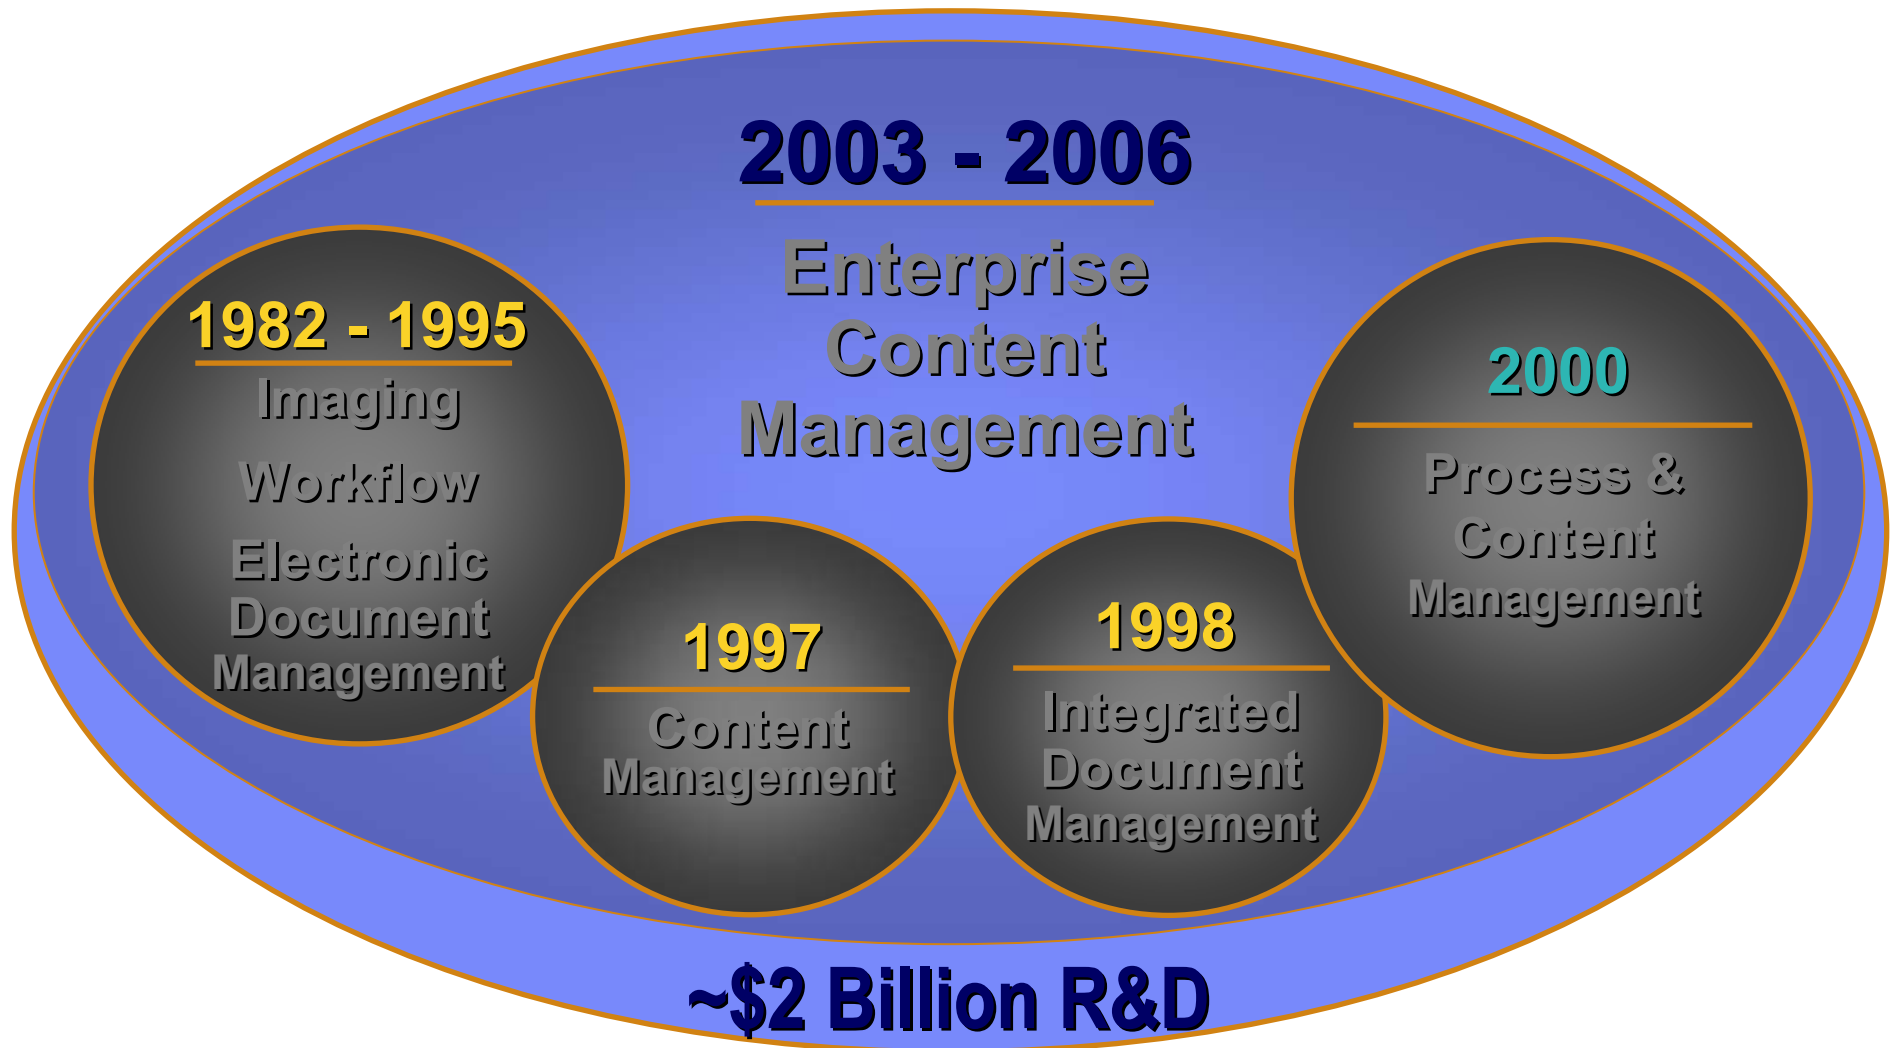 2003 - 2006
Enterprise
Content
Management
1982 - 1995
Imaging
Workflow
Electronic
Document
Management
1997
Content
Management
1998
Integrated
Document
Management
2000
Process &
Content
Management
~$2 Billion R&D